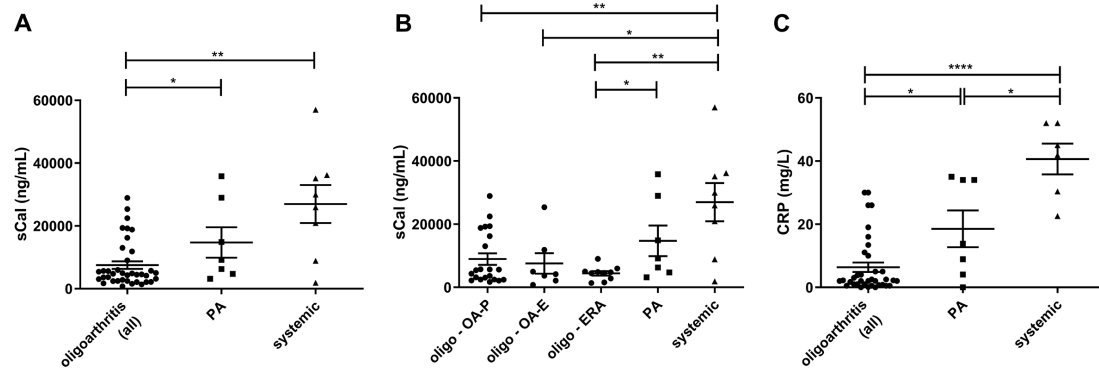 A
**
*
sCal (ng/mL)
60000
40000
20000
0
oligoarthritis
(all)
PA
systemic
B
**
*
**
*
sCal (ng/mL)
60000
40000
20000
0
oligo - OA-P
oligo - OA-E
oligo - ERA
PA
systemic
C
****
*
*
CRP (mg/L)
60
40
20
0
oligoarthritis
(all)
PA
systemic